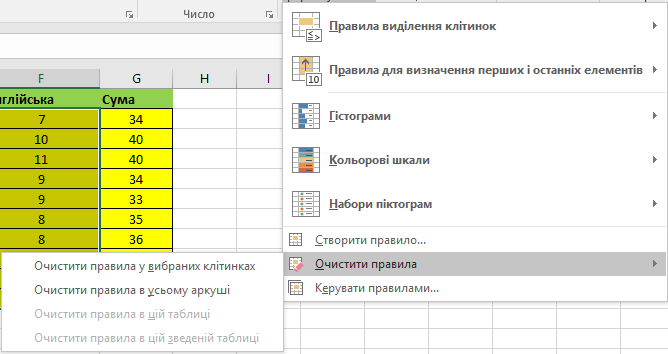 Число
F G H I
нглійська Сума
7 34
10 40
11 40
9 34
9 33
8 35
8 36
Правила виділення клітинок
Правила для визначення перших і останніх елементів
10
Гістограми
Кольорові шкали
Набори піктограм
Створити правило...
Очистити правила
Керувати правилами...
Очистити правила у вибраних клітинках
Очистити правила в усьому аркуші
Очистити правила в цій таблиці
Очистити правила в цій зведеній таблиці